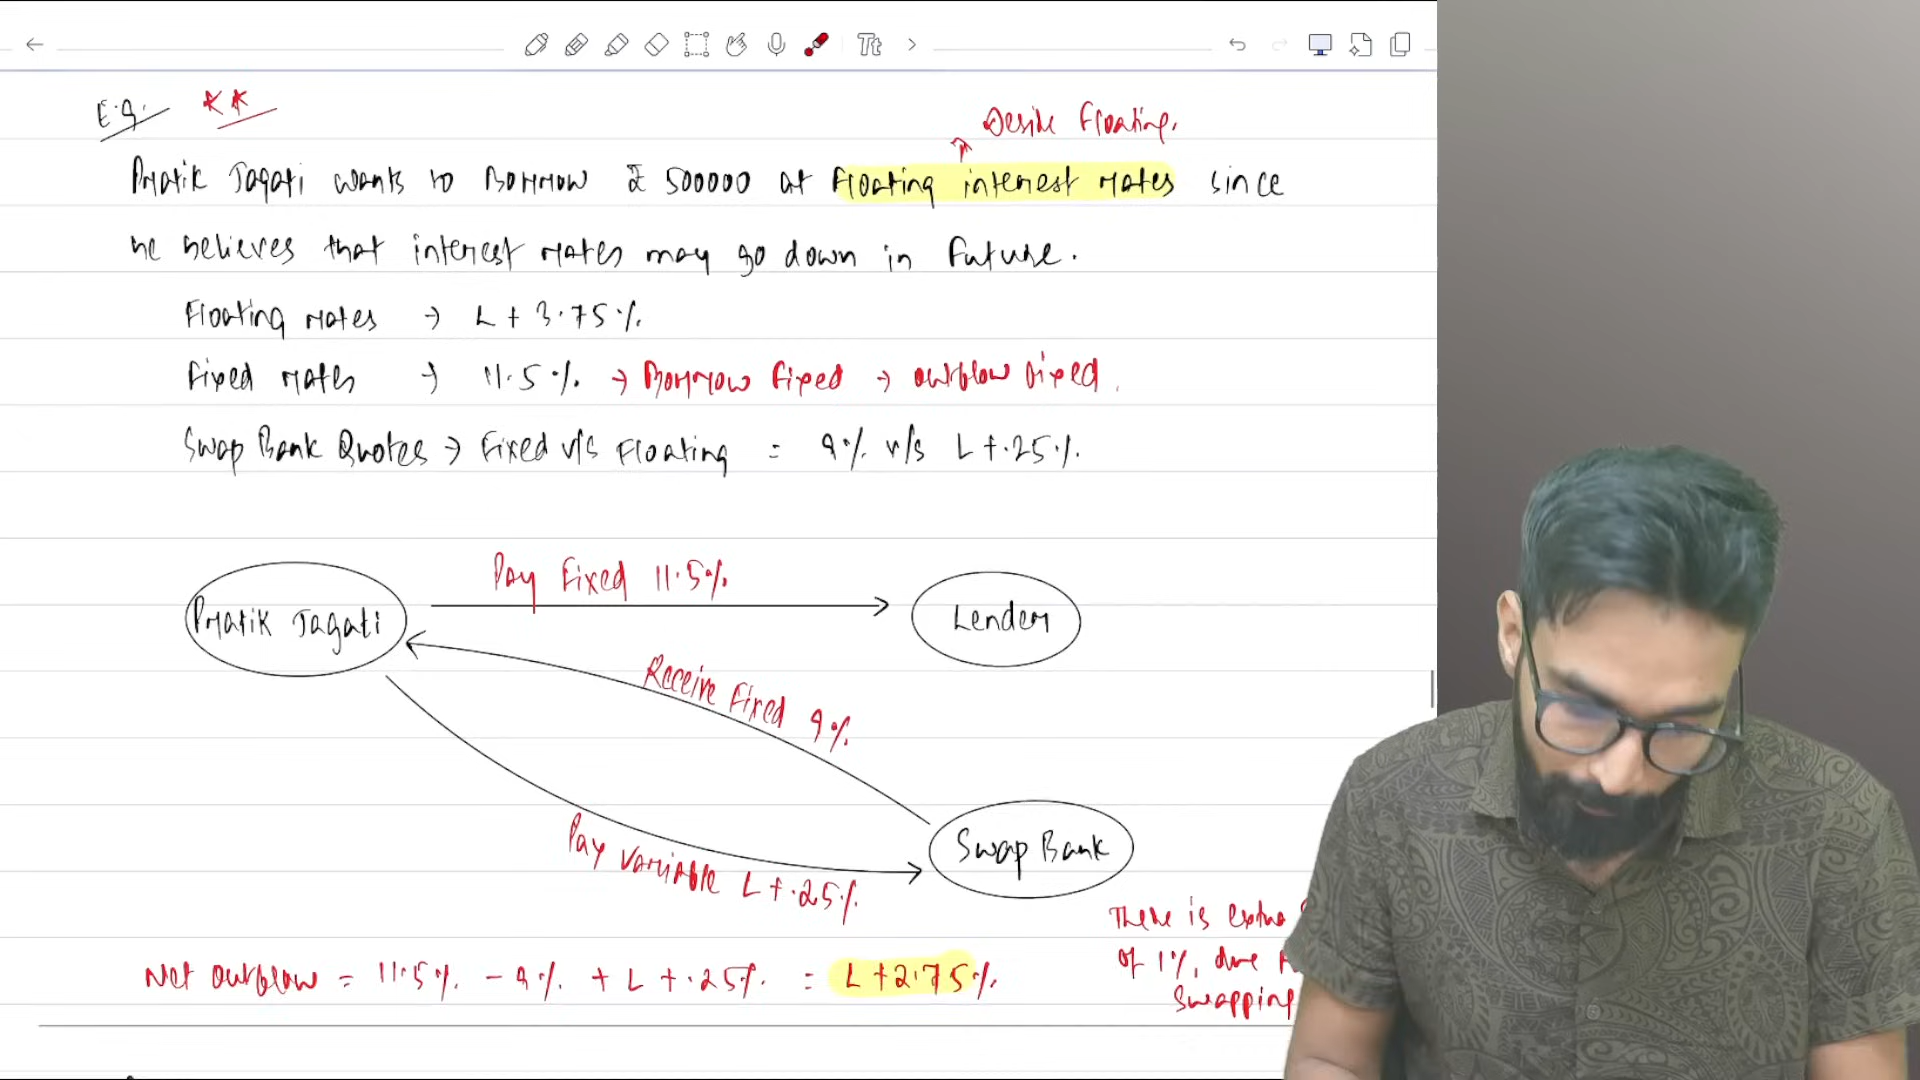 E.g. **
Desire Floating.
Pratik Jagati wants to Borrow ₹ 500000 at floating interest rates since
he believes that interest rates may go down in future.
Floating rates → L + 3.75%
Fixed rates → 11.5% → Borrow fixed → outflow fixed.
Swap Bank Quotes → Fixed v/s Floating = 9% v/s L + .25%.
Pay Fixed 11.5%
Pratik Jagati
Lender
Receive Fixed 9%
Swap Bank
Pay variable L + .25%
There is extra
of 1%, due
Swapping
Net outflow = 11.5% - 9% + L + .25% = L + 2.75%
Tt